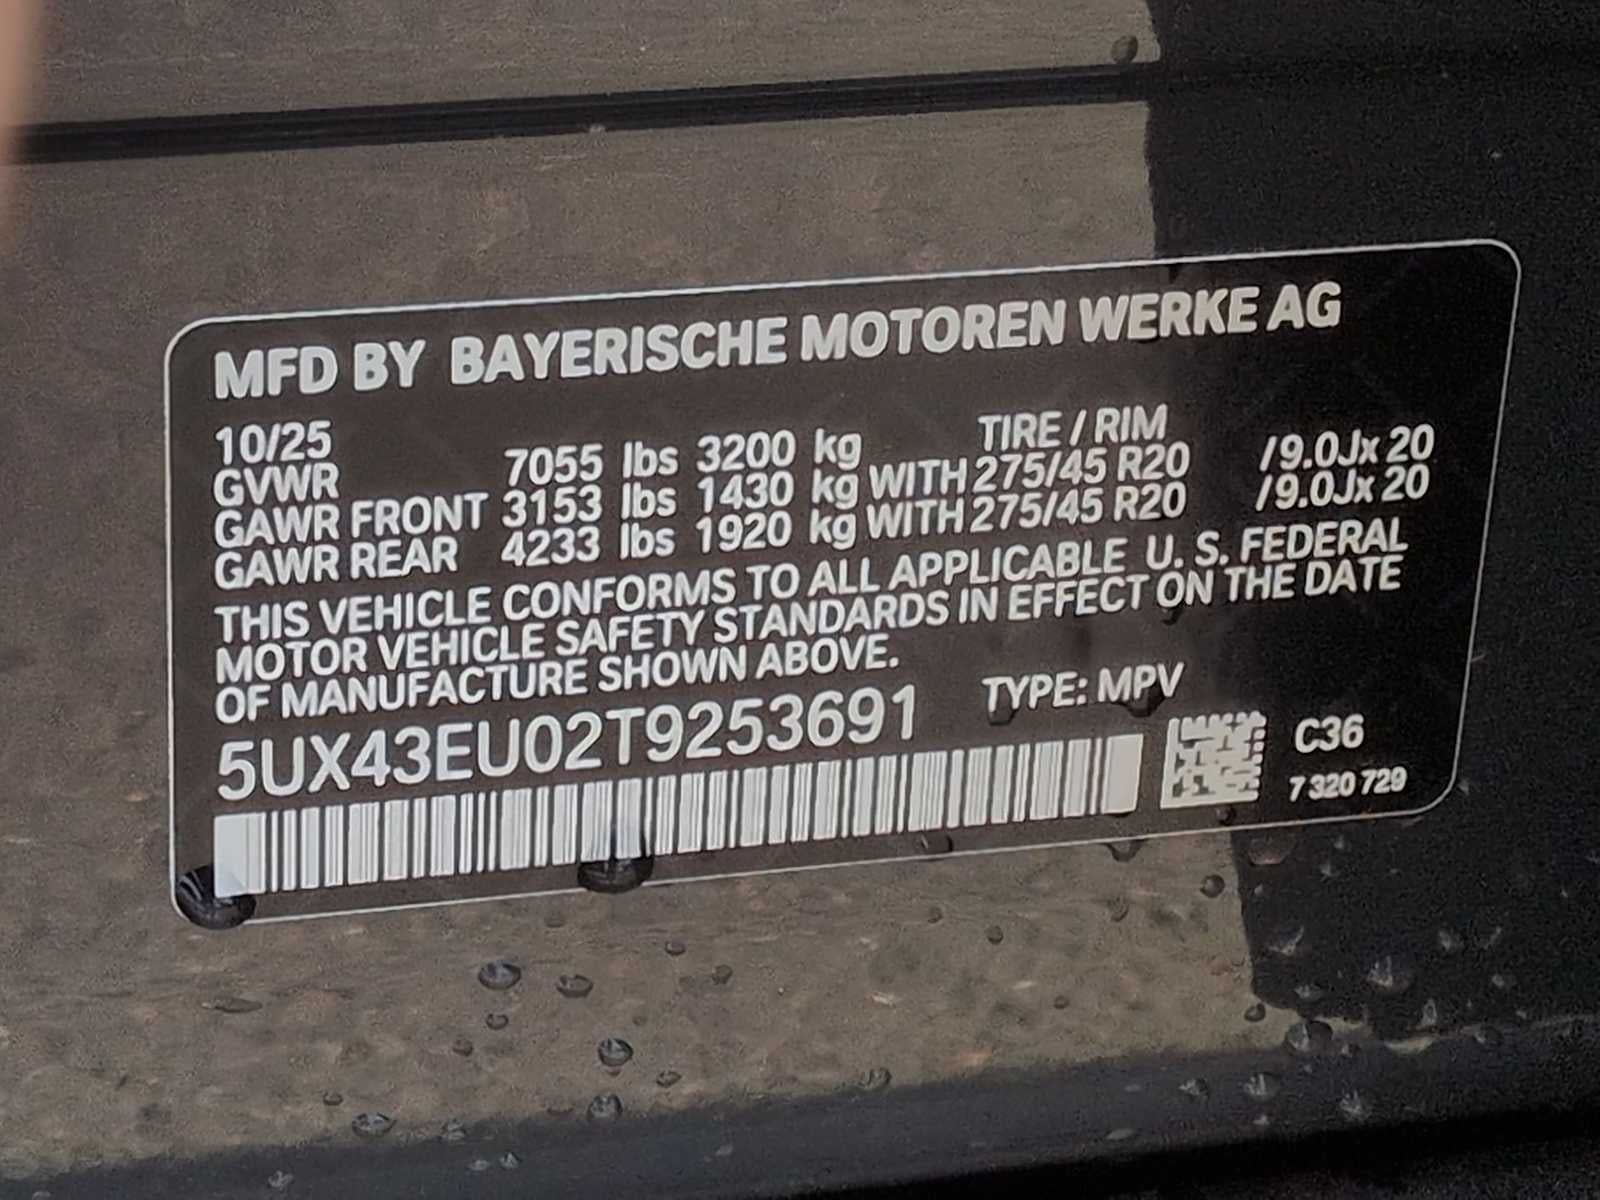 MFD BY BAYERISCHE MOTOREN WERKE AG
10/25 TIRE / RIM
GVWR 7055 lbs 3200 kg
GAWR FRONT 3153 lbs 1430 kg WITH 275/45 R20 /9.0Jx 20
GAWR REAR 4233 lbs 1920 kg WITH 275/45 R20 /9.0Jx 20
THIS VEHICLE CONFORMS TO ALL APPLICABLE U. S. FEDERAL
MOTOR VEHICLE SAFETY STANDARDS IN EFFECT ON THE DATE
OF MANUFACTURE SHOWN ABOVE.
5UX43EU02T9253691 TYPE: MPV
C36
7 320 729